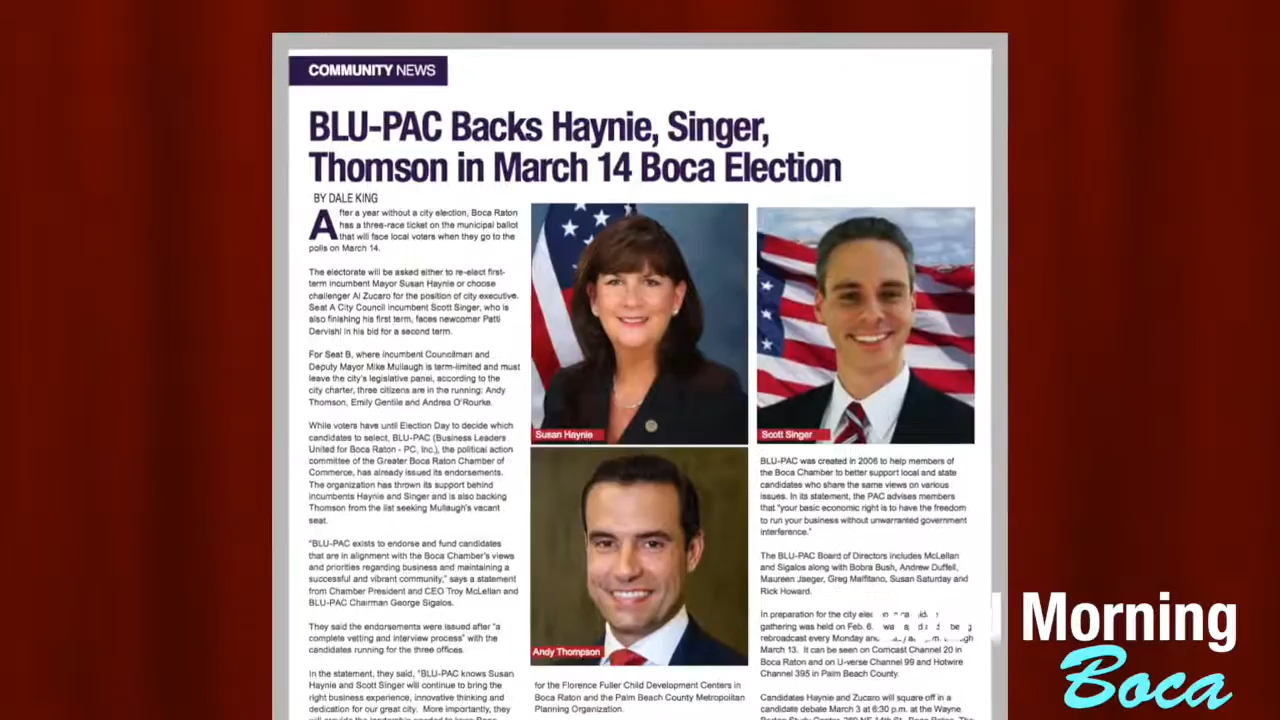 COMMUNITY NEWS
BLU-PAC Backs Haynie, Singer,
Thomson in March 14 Boca Election
BY DALE KING
After a year without a city election, Boca Raton
has a three-race ticket on the municipal ballot
that will face local voters when they go to the
polls on March 14.
The electorate will be asked either to re-elect first-
term incumbent Mayor Susan Haynie or choose
challenger Al Zucaro for the position of city executive.
Seat A City Council incumbent Scott Singer, who is
also finishing his first term, faces newcomer Patti
Dervishi in his bid for a second term.
For Seat B, where incumbent Councilman and
Deputy Mayor Mike Mullaugh is term-limited and must
leave the city's legislative panel, according to the
city charter, three citizens are in the running: Andy
Thomson, Emily Gentile and Andrea O'Rourke.
While voters have until Election Day to decide which
candidates to select, BLU-PAC (Business Leaders
United for Boca Raton - PC, Inc.), the political action
committee of the Greater Boca Raton Chamber of
Commerce, has already issued its endorsements.
The organization has thrown its support behind
incumbents Haynie and Singer and is also backing
Thomson from the list seeking Mullaugh's vacant
seat.
"BLU-PAC exists to endorse and fund candidates
that are in alignment with the Boca Chamber's views
and priorities regarding business and maintaining a
successful and vibrant community," says a statement
from Chamber President and CEO Troy McLellan and
BLU-PAC Chairman George Sigalos.
They said the endorsements were issued after "a
complete vetting and interview process" with the
candidates running for the three offices.
In the statement, they said, "BLU-PAC knows Susan
Haynie and Scott Singer will continue to bring the
right business experience, innovative thinking and
dedication for our great city. More importantly, they
Susan Haynie
Scott Singer
Andy Thompson
for the Florence Fuller Child Development Centers in
Boca Raton and the Palm Beach County Metropolitan
Planning Organization.
BLU-PAC was created in 2006 to help members of
the Boca Chamber to better support local and state
candidates who share the same views on various
issues. In its statement, the PAC advises members
that "your basic economic right is to have the freedom
to run your business without unwarranted government
interference."
The BLU-PAC Board of Directors includes McLellan
and Sigalos along with Bobra Bush, Andrew Duffell,
Maureen Jaeger, Greg Malfitano, Susan Saturday and
Rick Howard.
In preparation for the city
gathering was held on Feb. 6.
rebroadcast every Monday
March 13. It can be seen on Comcast Channel 20 in
Boca Raton and on U-verse Channel 99 and Hotwire
Channel 395 in Palm Beach County.
Candidates Haynie and Zucaro will square off in a
candidate debate March 3 at 6:30 p.m. at the Wayne
Morning
Boca